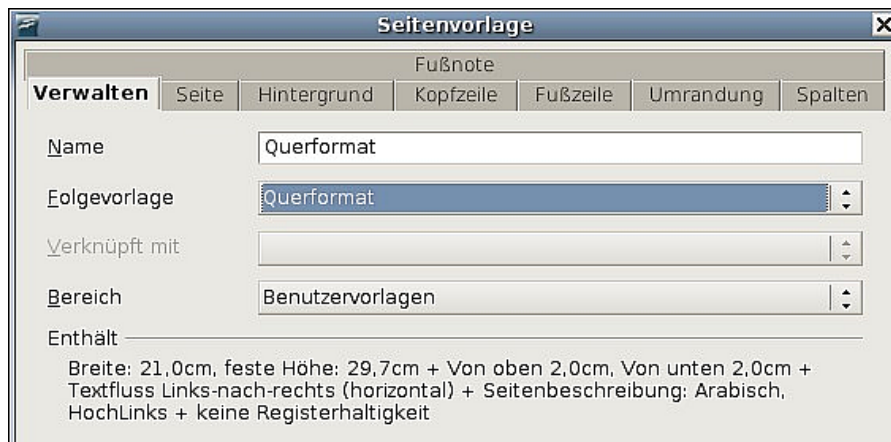 Seitenvorlage
Fußnote
Verwalten Seite Hintergrund Kopfzeile Fußzeile Umrandung Spalten
Name Querformat
Folgevorlage Querformat
Verknüpft mit
Bereich Benutzervorlagen
Enthält
Breite: 21,0cm, feste Höhe: 29,7cm + Von oben 2,0cm, Von unten 2,0cm +
Textfluss Links-nach-rechts (horizontal) + Seitenbeschreibung: Arabisch,
HochLinks + keine Registerhaltigkeit